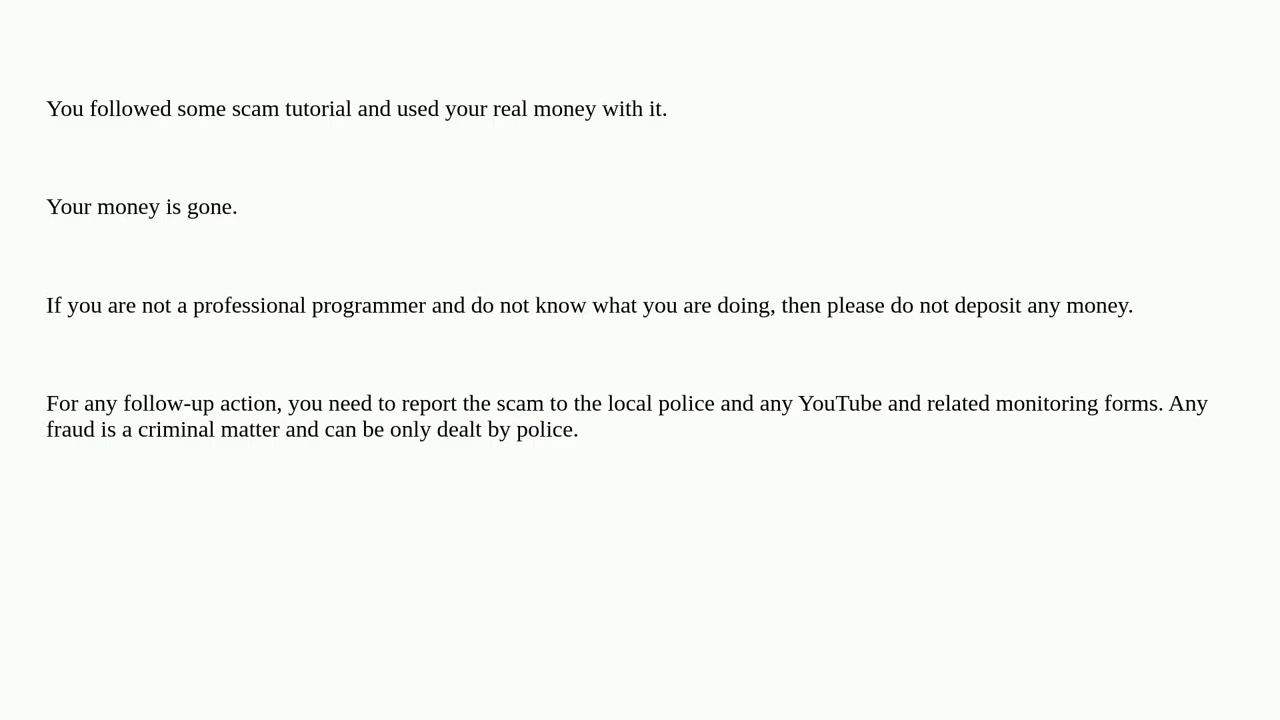 You followed some scam tutorial and used your real money with it.
Your money is gone.
If you are not a professional programmer and do not know what you are doing, then please do not deposit any money.
For any follow-up action, you need to report the scam to the local police and any YouTube and related monitoring forms. Any
fraud is a criminal matter and can be only dealt by police.